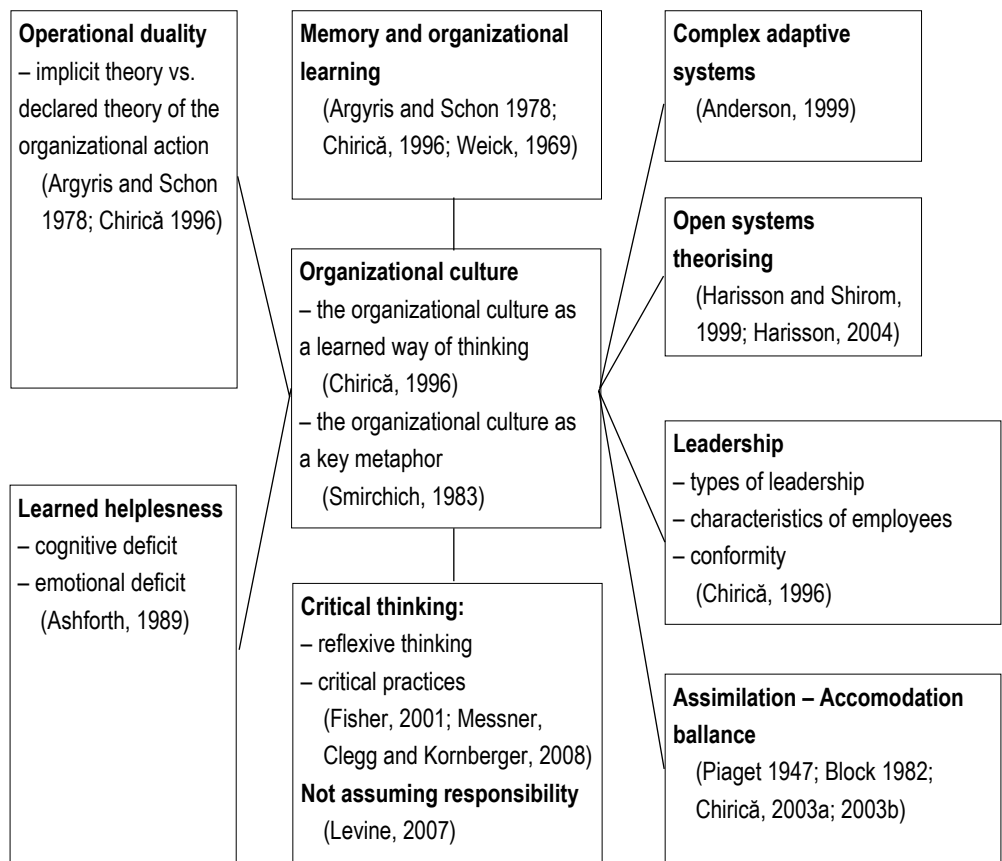 Operational duality
– implicit theory vs.
declared theory of the
organizational action
(Argyris and Schon
1978; Chirică 1996)
Learned helplesness
– cognitive deficit
– emotional deficit
(Ashforth, 1989)
Memory and organizational
learning
(Argyris and Schon 1978;
Chirică, 1996; Weick, 1969)
Organizational culture
– the organizational culture as
a learned way of thinking
(Chirică, 1996)
– the organizational culture as
a key metaphor
(Smirchich, 1983)
Critical thinking:
– reflexive thinking
– critical practices
(Fisher, 2001; Messner,
Clegg and Kornberger, 2008)
Not assuming responsibility
(Levine, 2007)
Complex adaptive
systems
(Anderson, 1999)
Open systems
theorising
(Harisson and Shirom,
1999; Harisson, 2004)
Leadership
– types of leadership
– characteristics of employees
– conformity
(Chirică, 1996)
Assimilation – Accomodation
ballance
(Piaget 1947; Block 1982;
Chirică, 2003a; 2003b)